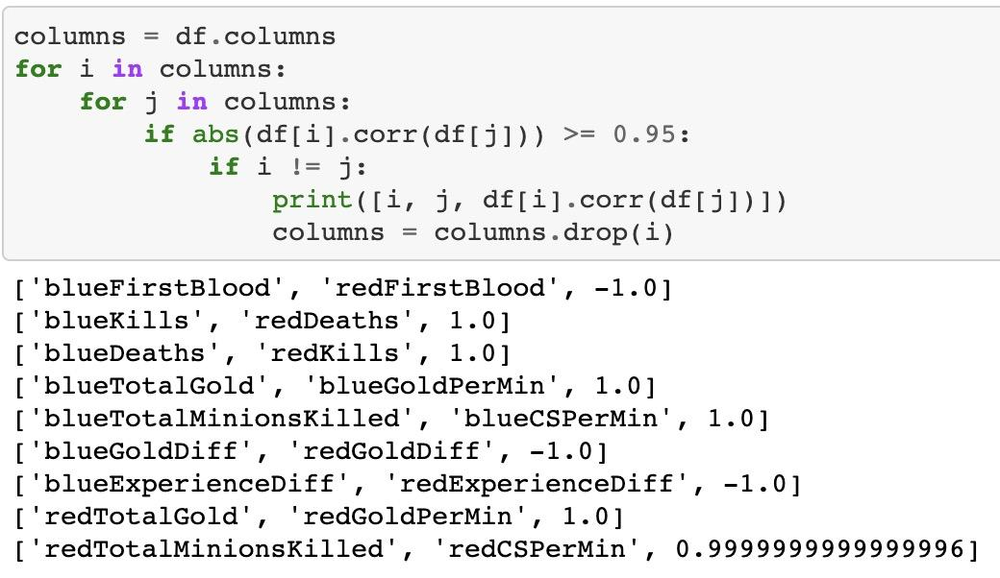 columns = df.columns
for i in columns:
    for j in columns:
        if abs(df[i].corr(df[j])) >= 0.95:
            if i != j:
                print([i, j, df[i].corr(df[j])])
                columns = columns.drop(i)
['blueFirstBlood', 'redFirstBlood', -1.0]
['blueKills', 'redDeaths', 1.0]
['blueDeaths', 'redKills', 1.0]
['blueTotalGold', 'blueGoldPerMin', 1.0]
['blueTotalMinionsKilled', 'blueCSPerMin', 1.0]
['blueGoldDiff', 'redGoldDiff', -1.0]
['blueExperienceDiff', 'redExperienceDiff', -1.0]
['redTotalGold', 'redGoldPerMin', 1.0]
['redTotalMinionsKilled', 'redCSPerMin', 0.9999999999999996]